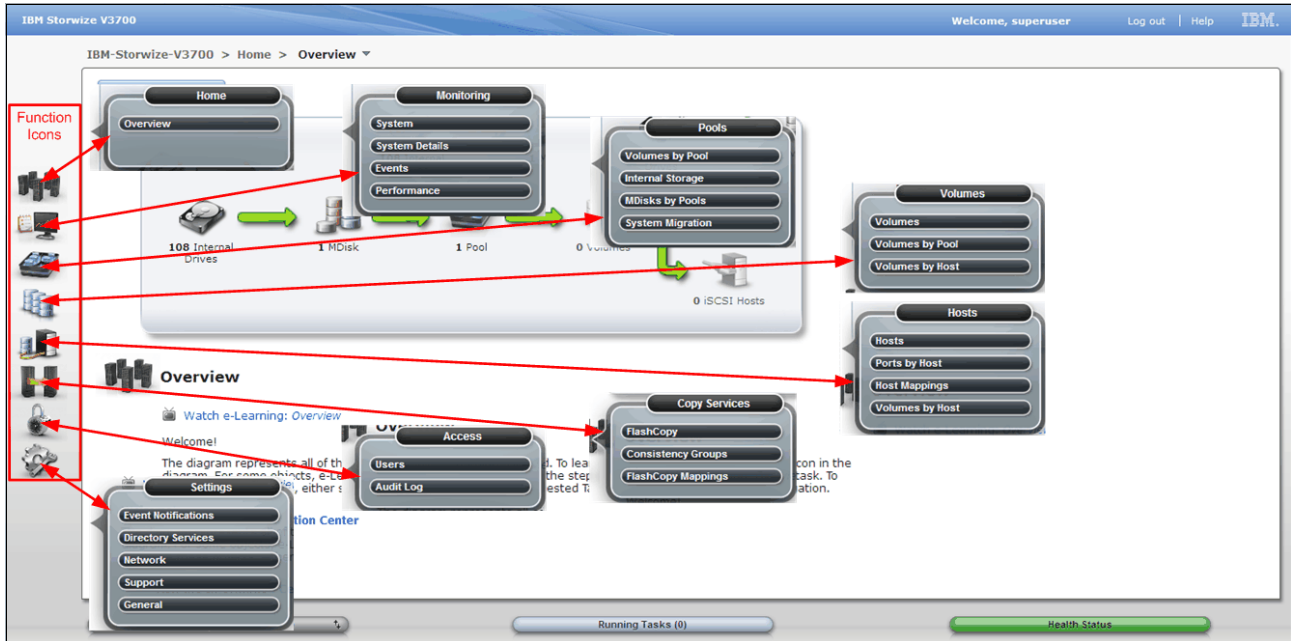 IBM Storwize V3700
Welcome, superuser
Log out | Help
IBM.
IBM-Storwize-V3700 > Home > Overview
Function
Icons
Home
Overview
Monitoring
System
System Details
Events
Performance
Pools
Volumes by Pool
Internal Storage
MDisks by Pools
System Migration
Volumes
Volumes
Volumes by Pool
Volumes by Host
108 Internal
Drives
1 MDisk
1 Pool
0 Volumes
0 iSCSI Hosts
Hosts
Hosts
Ports by Host
Host Mappings
Volumes by Host
Overview
Watch e-Learning: Overview
Welcome!
The diagram represents all of th
d. To lea
con in the
diagram. For some objects, e-Le
the step
task. To
, either s
ested Ta
ation.
tion Center
Copy Services
FlashCopy
Consistency Groups
FlashCopy Mappings
Access
Users
Audit Log
Settings
Event Notifications
Directory Services
Network
Support
General
Running Tasks (0)
Health Status